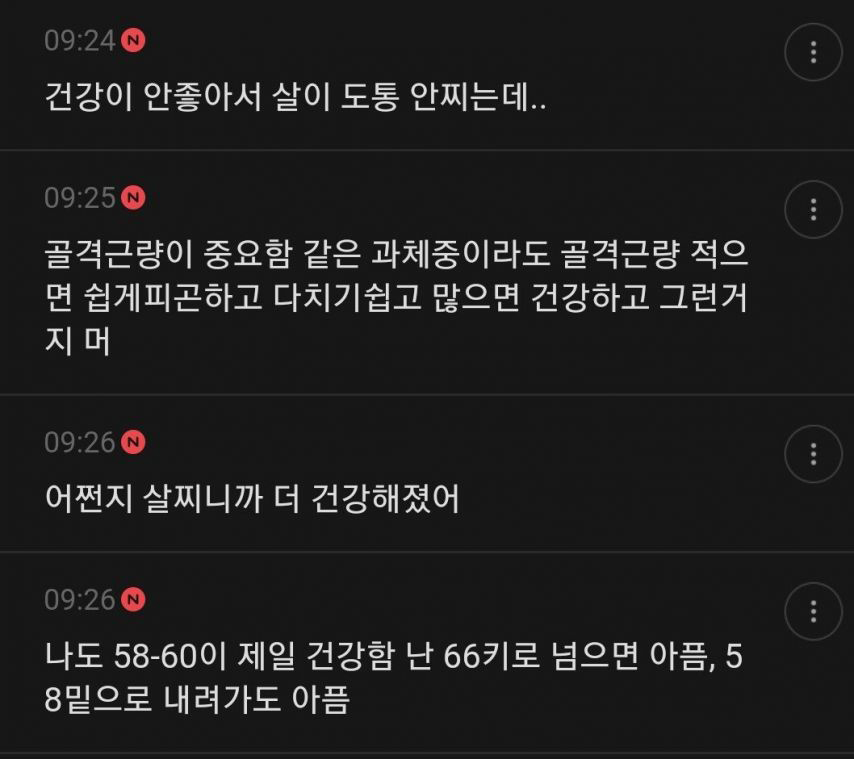 09:24 N
건강이 안좋아서 살이 도통 안찌는데..
09:25 N
골격근량이 중요함 같은 과체중이라도 골격근량 적으
면 쉽게피곤하고 다치기쉽고 많으면 건강하고 그런거
지 머
09:26 N
어쩐지 살찌니까 더 건강해졌어
09:26 N
나도 58-60이 제일 건강함 난 66키로 넘으면 아픔, 5
8밑으로 내려가도 아픔